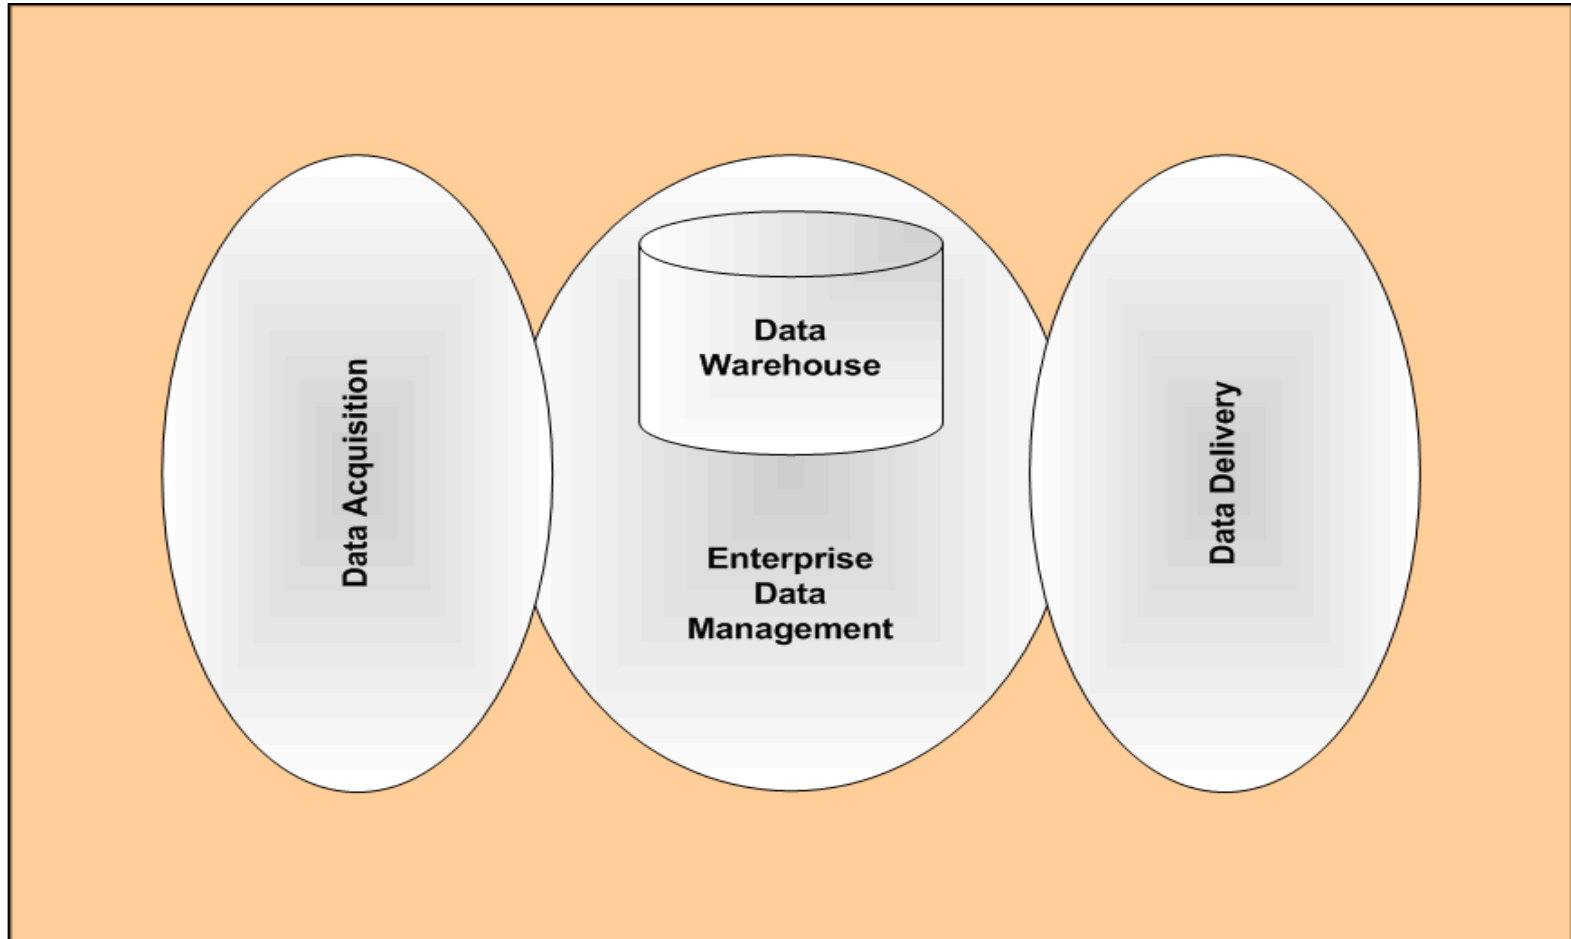 Data Acquisition
Data
Warehouse
Enterprise
Data
Management
Data Delivery